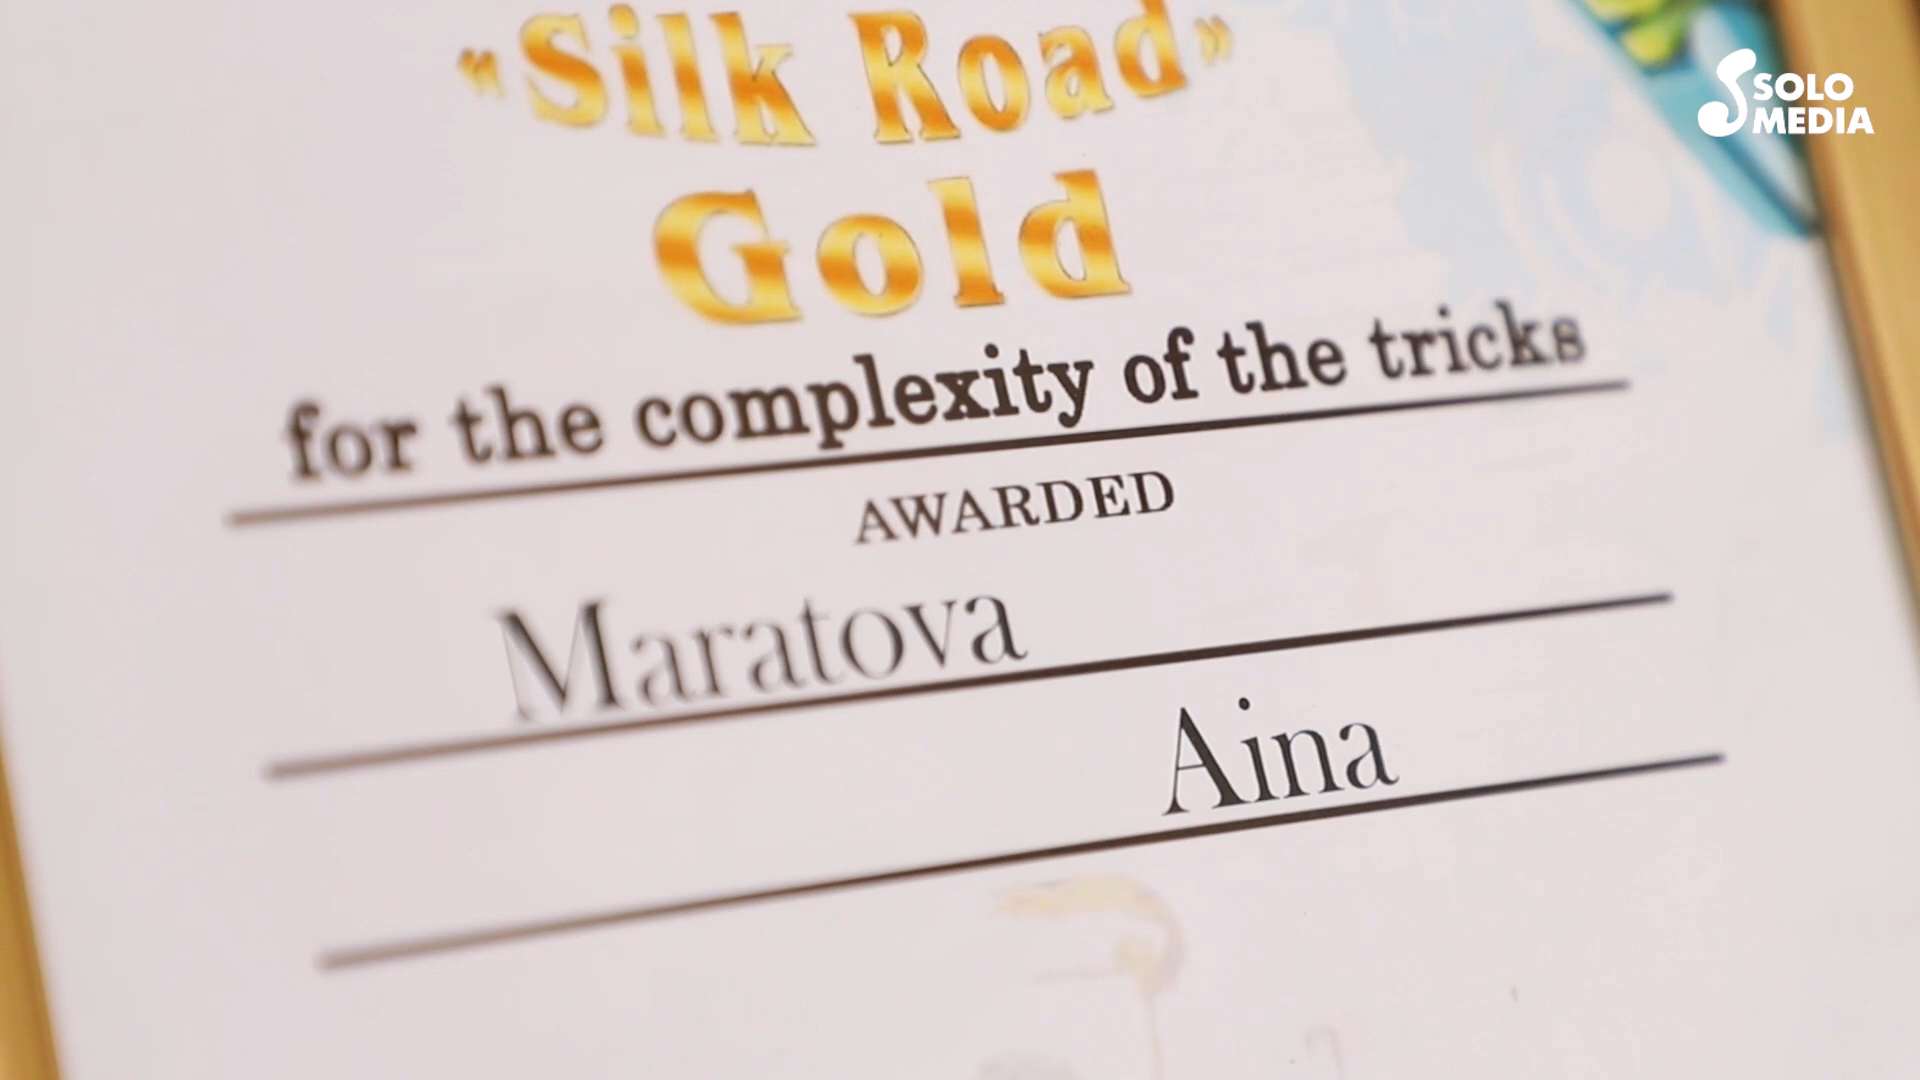 «Silk Road»
Gold
for the complexity of the tricks
AWARDED
Maratova
Aina
SOLO
MEDIA